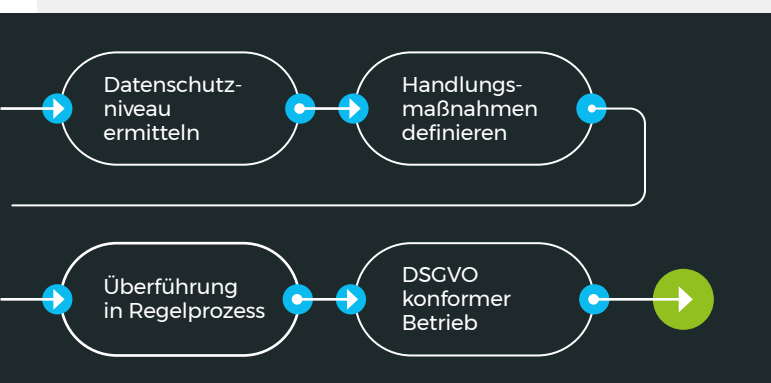 Datenschutz-
niveau
ermitteln
Handlungs-
maßnahmen
definieren
Überführung
in Regelprozess
DSGVO
konformer
Betrieb